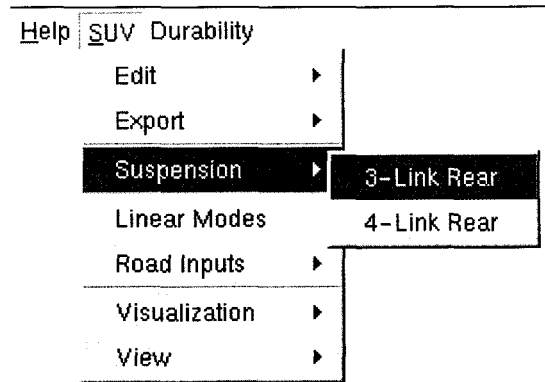 Help SUV Durability
Edit
Export
Suspension
3-Link Rear
Linear Modes
4-Link Rear
Road Inputs
Visualization
View